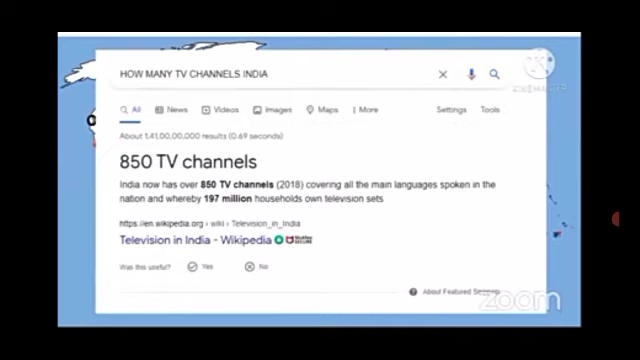 HOW MANY TV CHANNELS INDIA
All News Videos Images Maps More Settings Tools
About 1,41,00,00,000 results (0.69 seconds)
850 TV channels
India now has over 850 TV channels (2018) covering all the main languages spoken in the
nation and whereby 197 million households own television sets
https://en.wikipedia.org › wiki › Television_in_India
Television in India - Wikipedia McAfee SECURE
Was this useful? Yes No
About Featured Snippets
KINEMASTER
zoom